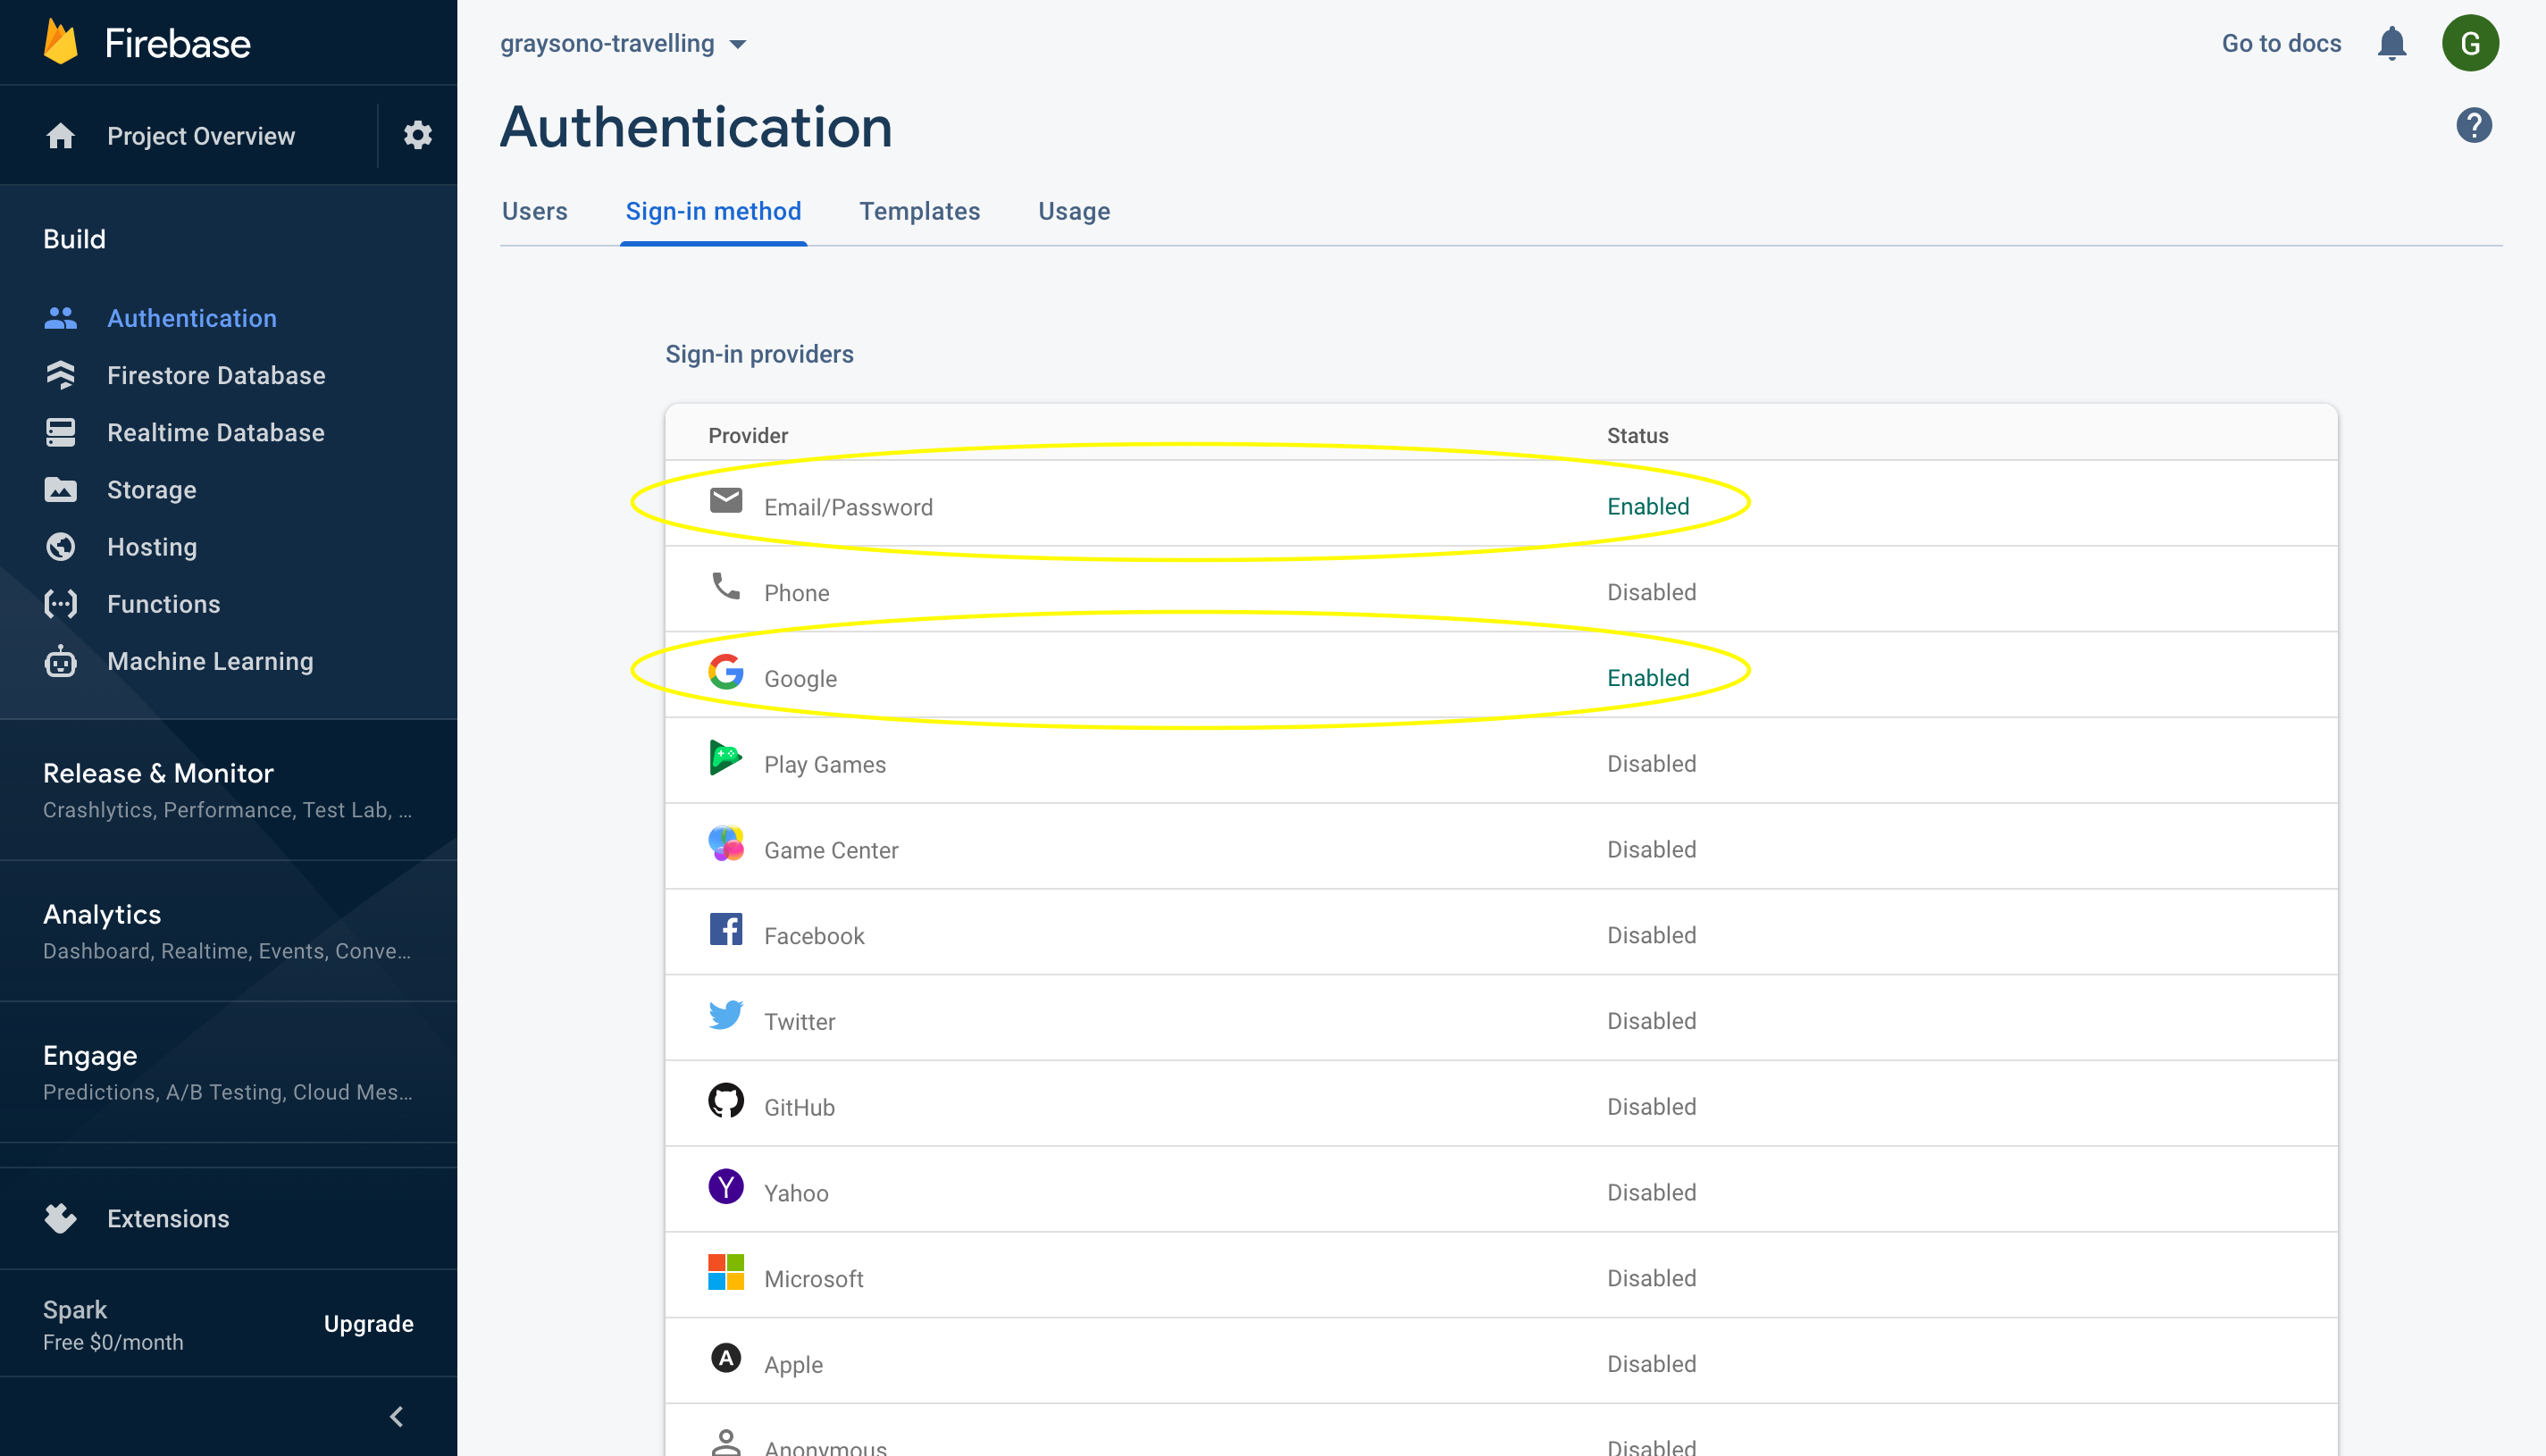 Firebase
Project Overview
Build
Authentication
Firestore Database
Realtime Database
Storage
Hosting
Functions
Machine Learning
Release & Monitor
Crashlytics, Performance, Test Lab, ...
Analytics
Dashboard, Realtime, Events, Conve...
Engage
Predictions, A/B Testing, Cloud Mes...
Extensions
Spark
Free $0/month
Upgrade
graysono-travelling
Go to docs
G
Authentication
?
Users Sign-in method Templates Usage
Sign-in providers
Provider Status
Email/Password Enabled
Phone Disabled
Google Enabled
Play Games Disabled
Game Center Disabled
Facebook Disabled
Twitter Disabled
GitHub Disabled
Yahoo Disabled
Microsoft Disabled
Apple Disabled
Anonymous Disabled